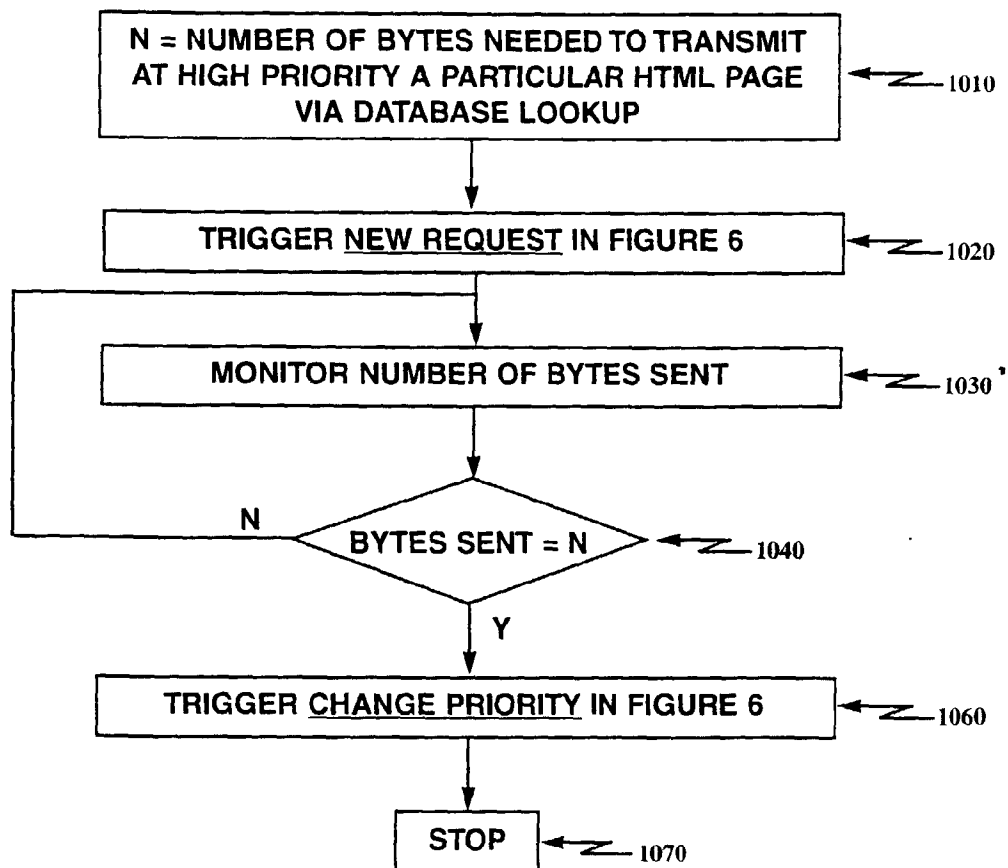 N = NUMBER OF BYTES NEEDED TO TRANSMIT
AT HIGH PRIORITY A PARTICULAR HTML PAGE
VIA DATABASE LOOKUP
1010
TRIGGER NEW REQUEST IN FIGURE 6
1020
MONITOR NUMBER OF BYTES SENT
1030
N
BYTES SENT = N
1040
Y
TRIGGER CHANGE PRIORITY IN FIGURE 6
1060
STOP
1070